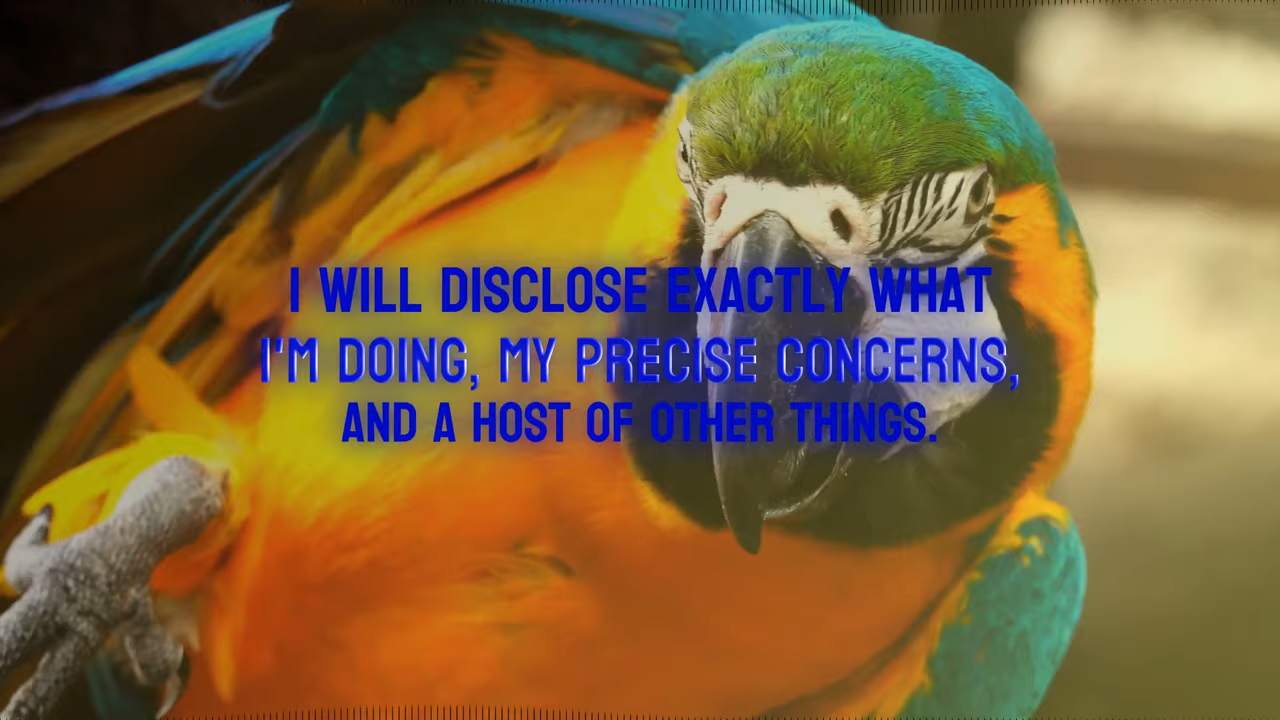 I WILL DISCLOSE EXACTLY WHAT
I'M DOING, MY PRECISE CONCERNS,
AND A HOST OF OTHER THINGS.